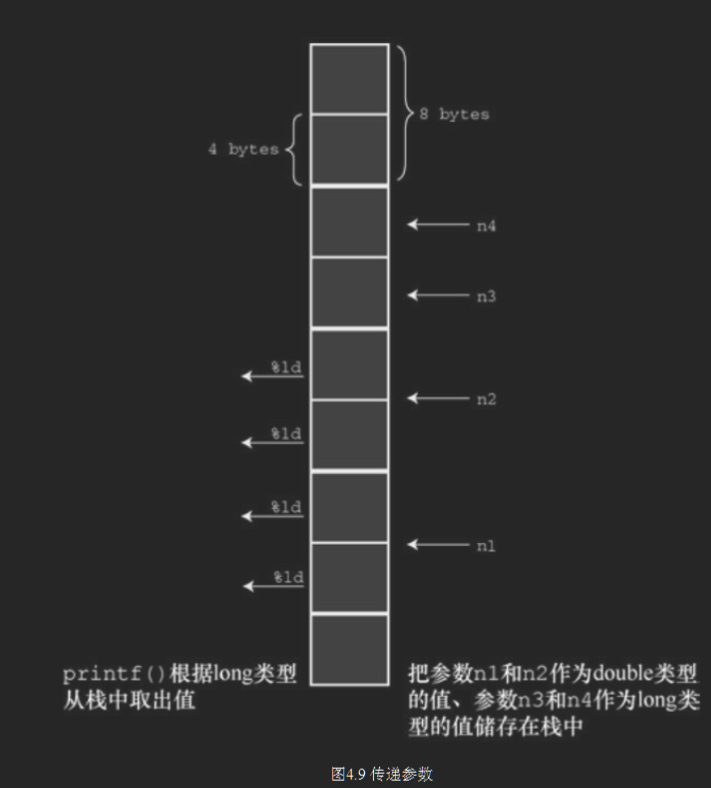 8 bytes
4 bytes
n4
n3
%ld
n2
%ld
%ld
n1
%ld
printf()根据long类型
从栈中取出值
把参数n1和n2作为double类型
的值、参数n3和n4作为long类
型的值储存在栈中
图4.9 传递参数